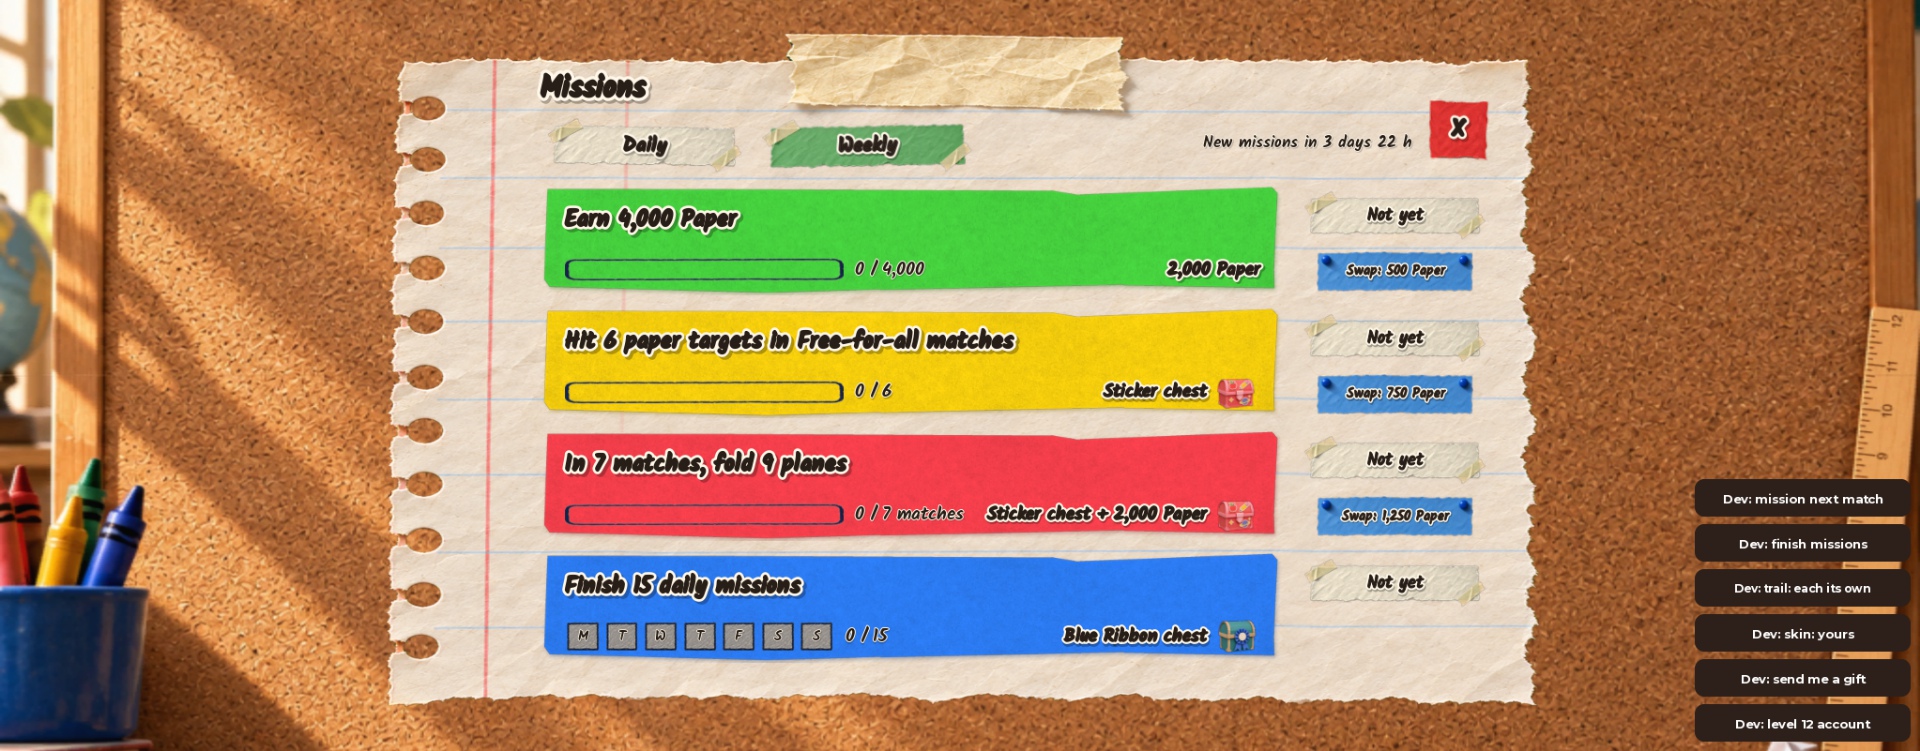 Missions
Daily
Weekly
New missions in 3 days 22 h
X
Earn 4,000 Paper
0 / 4,000
2,000 Paper
Not yet
Swap: 500 Paper
Hit 6 paper targets in Free-for-all matches
0 / 6
Sticker chest
Not yet
Swap: 750 Paper
In 7 matches, fold 9 planes
0 / 7 matches
Sticker chest + 2,000 Paper
Not yet
Swap: 1,250 Paper
Finish 15 daily missions
M T W T F S S
0 / 15
Blue Ribbon chest
Not yet
12
11
10
9
Dev: mission next match
Dev: finish missions
Dev: trail: each its own
Dev: skin: yours
Dev: send me a gift
Dev: level 12 account